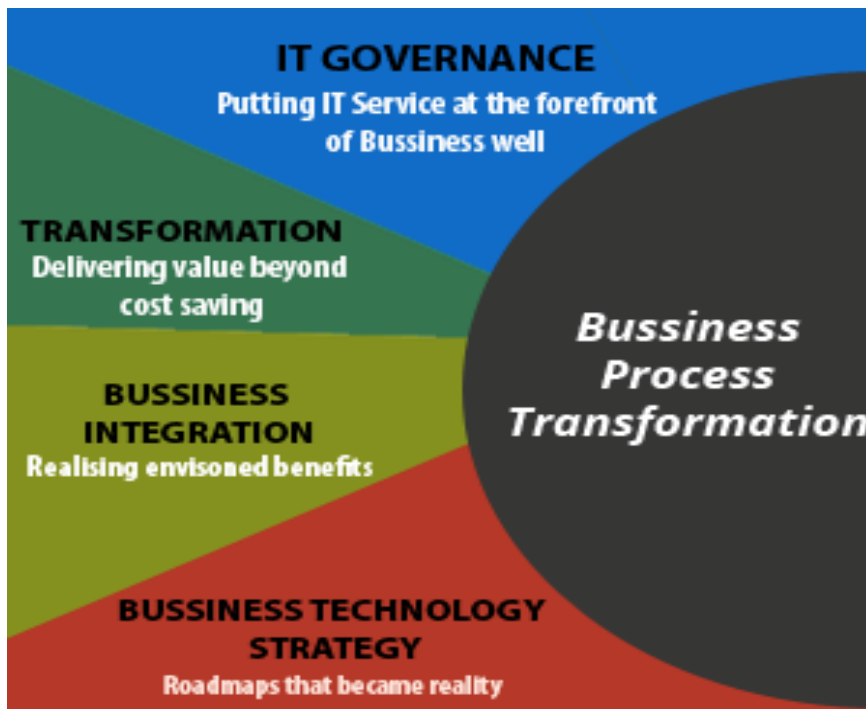 IT GOVERNANCE
Putting IT Service at the forefront
of Bussiness well
TRANSFORMATION
Delivering value beyond
cost saving
BUSSINESS
INTEGRATION
Realising envisoned benefits
BUSSINESS TECHNOLOGY
STRATEGY
Roadmaps that became reality
Bussiness
Process
Transformation